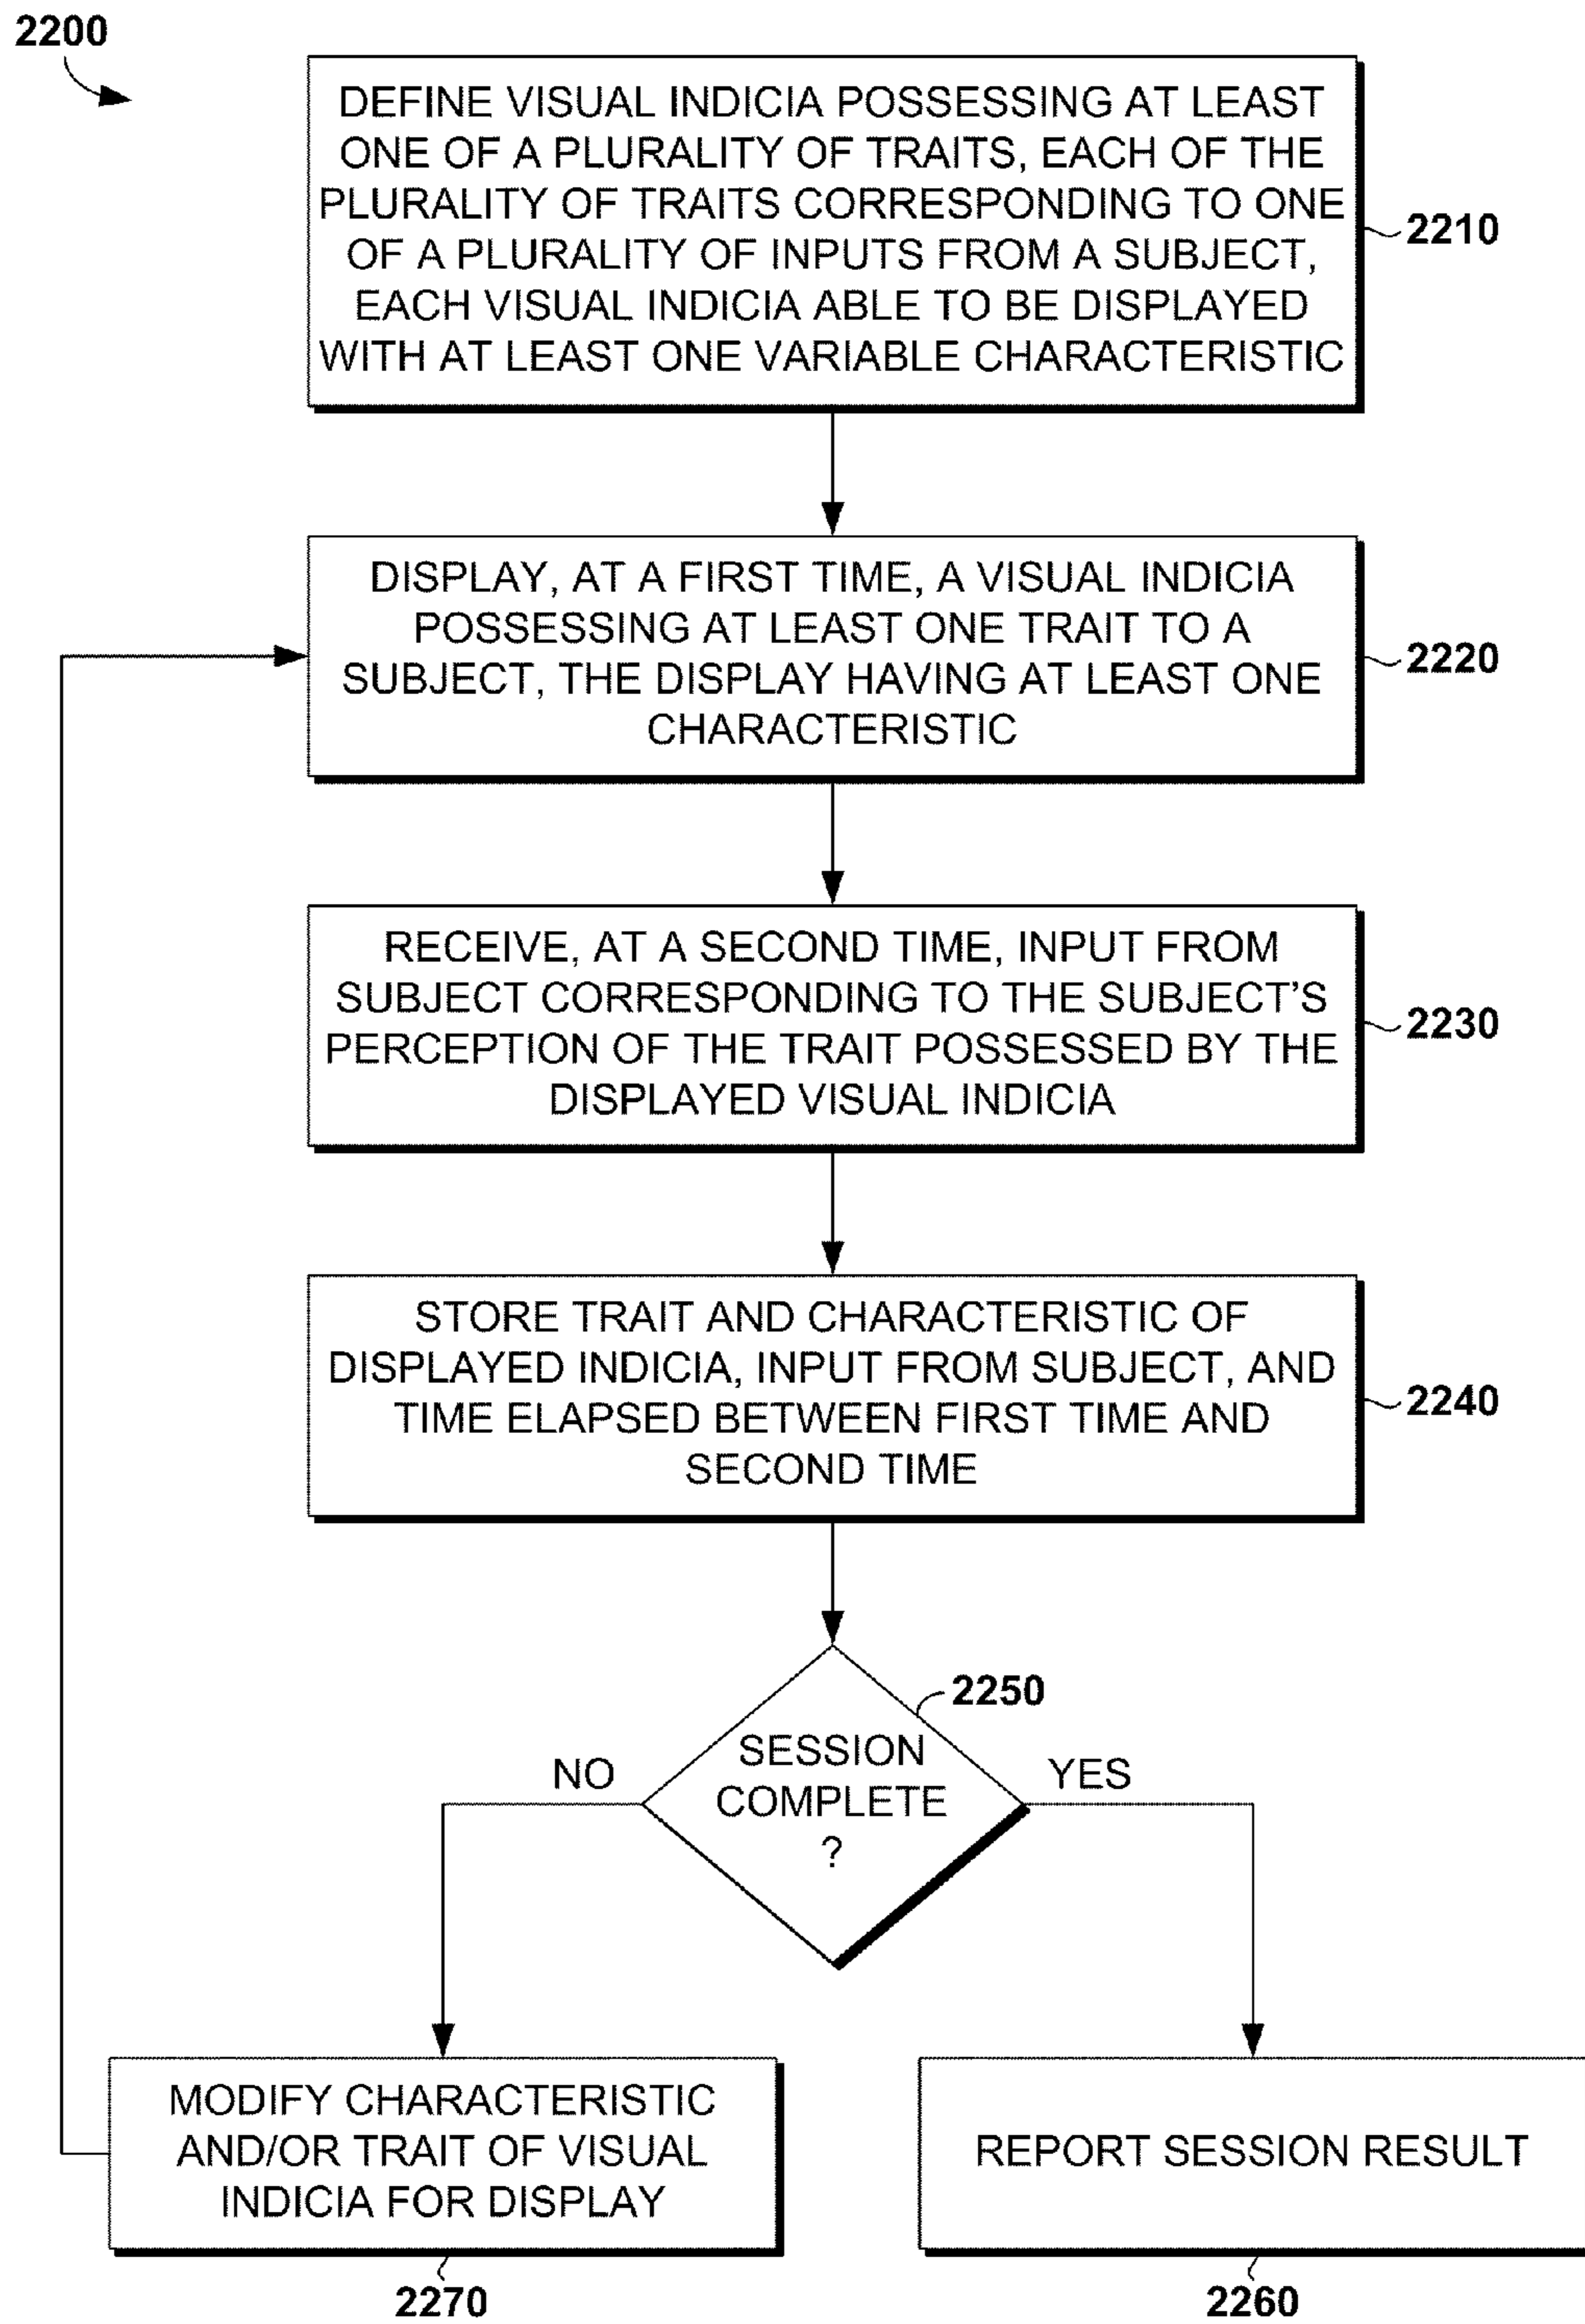 2200
DEFINE VISUAL INDICIA POSSESSING AT LEAST
ONE OF A PLURALITY OF TRAITS, EACH OF THE
PLURALITY OF TRAITS CORRESPONDING TO ONE
OF A PLURALITY OF INPUTS FROM A SUBJECT,
EACH VISUAL INDICIA ABLE TO BE DISPLAYED
WITH AT LEAST ONE VARIABLE CHARACTERISTIC
2210
DISPLAY, AT A FIRST TIME, A VISUAL INDICIA
POSSESSING AT LEAST ONE TRAIT TO A
SUBJECT, THE DISPLAY HAVING AT LEAST ONE
CHARACTERISTIC
2220
RECEIVE, AT A SECOND TIME, INPUT FROM
SUBJECT CORRESPONDING TO THE SUBJECT'S
PERCEPTION OF THE TRAIT POSSESSED BY THE
DISPLAYED VISUAL INDICIA
2230
STORE TRAIT AND CHARACTERISTIC OF
DISPLAYED INDICIA, INPUT FROM SUBJECT, AND
TIME ELAPSED BETWEEN FIRST TIME AND
SECOND TIME
2240
2250
SESSION
COMPLETE
?
NO
YES
MODIFY CHARACTERISTIC
AND/OR TRAIT OF VISUAL
INDICIA FOR DISPLAY
2270
REPORT SESSION RESULT
2260